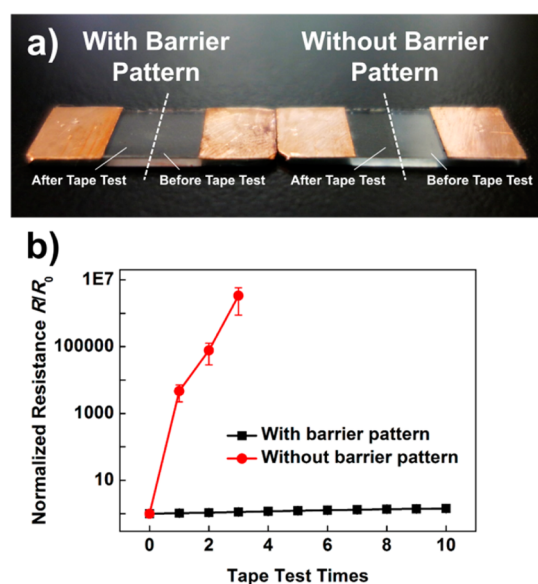 a)
With Barrier Pattern
Without Barrier Pattern
After Tape Test
Before Tape Test
After Tape Test
Before Tape Test
b)
Normalized Resistance R/R0
1E7
100000
1000
10
With barrier pattern
Without barrier pattern
0 2 4 6 8 10
Tape Test Times